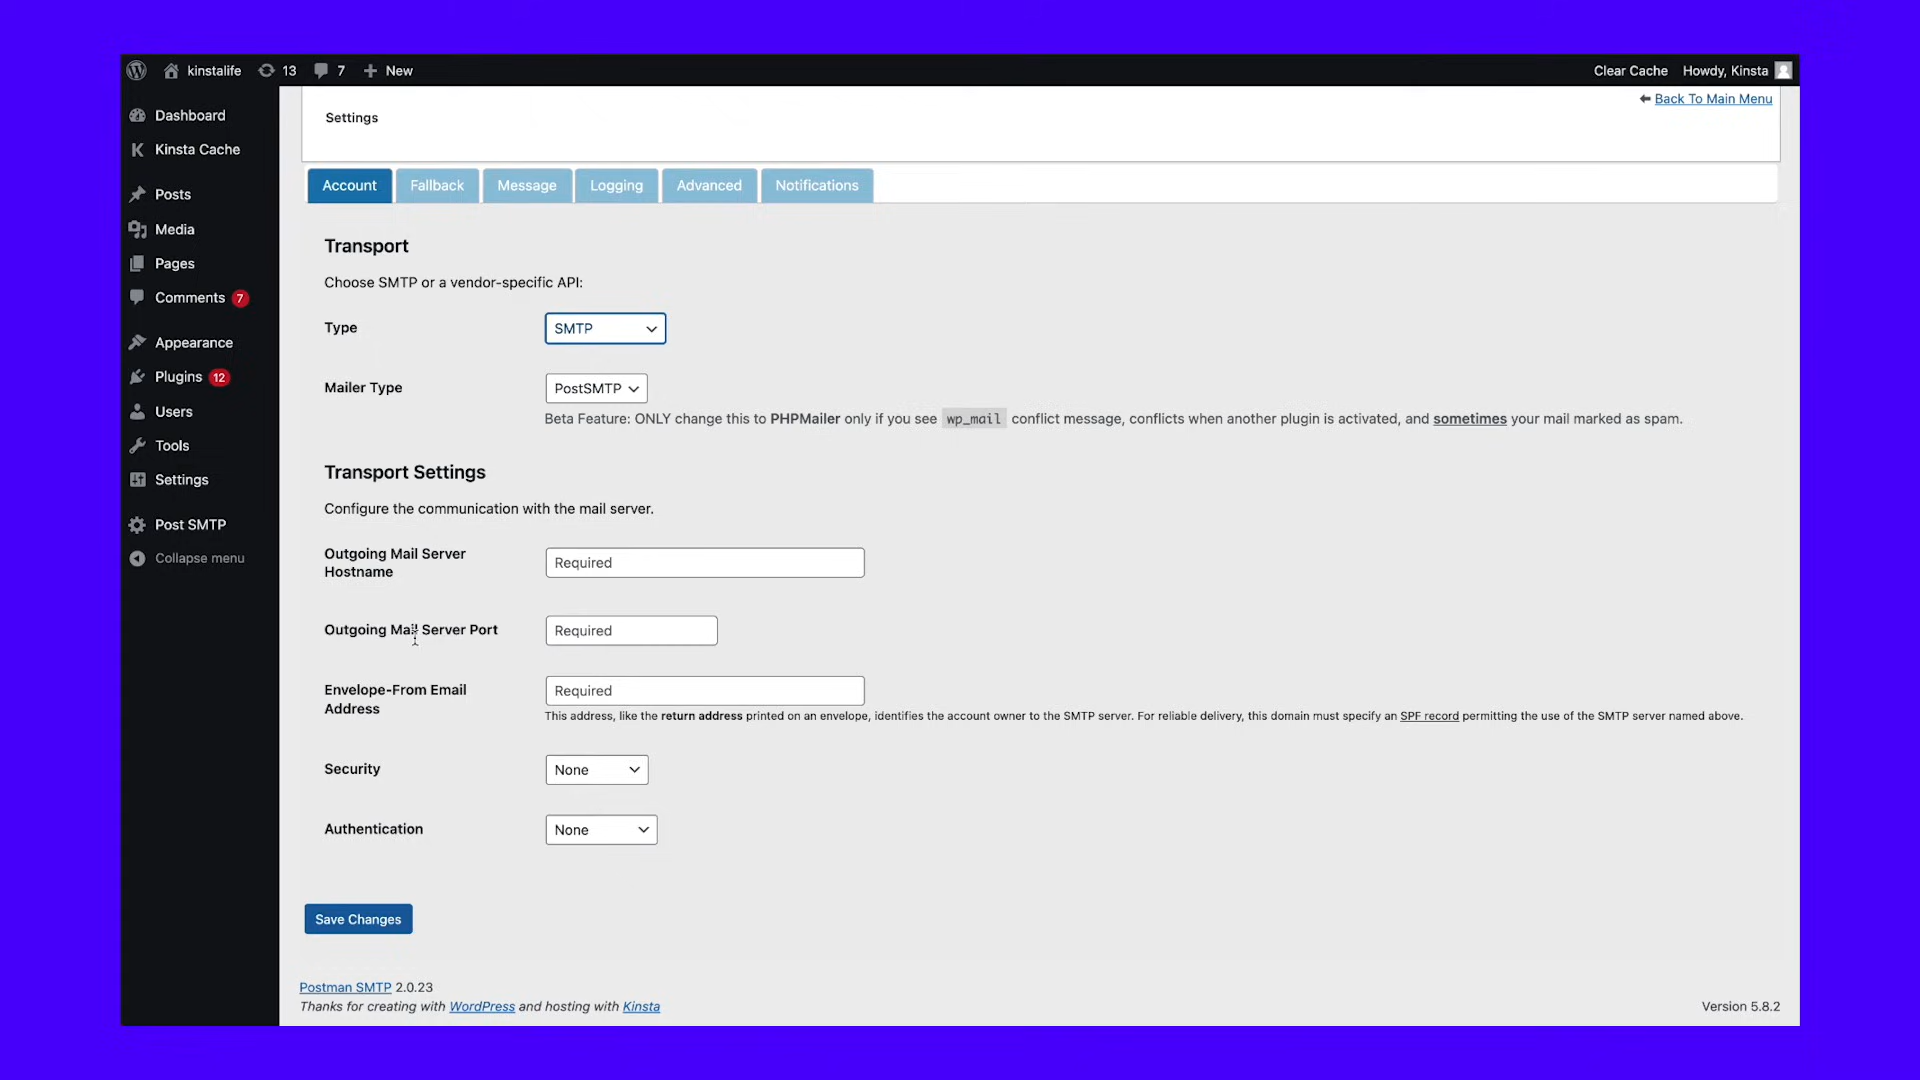 kinstalife 13 7 New Clear Cache Howdy, Kinsta
Dashboard
Kinsta Cache
Posts
Media
Pages
Comments 7
Appearance
Plugins 12
Users
Tools
Settings
Post SMTP
Collapse menu
Back To Main Menu
Settings
Account Fallback Message Logging Advanced Notifications
Transport
Choose SMTP or a vendor-specific API:
Type SMTP
Mailer Type PostSMTP
Beta Feature: ONLY change this to PHPMailer only if you see wp_mail conflict message, conflicts when another plugin is activated, and sometimes your mail marked as spam.
Transport Settings
Configure the communication with the mail server.
Outgoing Mail Server
Hostname
Required
Outgoing Mail Server Port Required
Envelope-From Email
Address
Required
This address, like the return address printed on an envelope, identifies the account owner to the SMTP server. For reliable delivery, this domain must specify an SPF record permitting the use of the SMTP server named above.
Security None
Authentication None
Save Changes
Postman SMTP 2.0.23
Thanks for creating with WordPress and hosting with Kinsta
Version 5.8.2